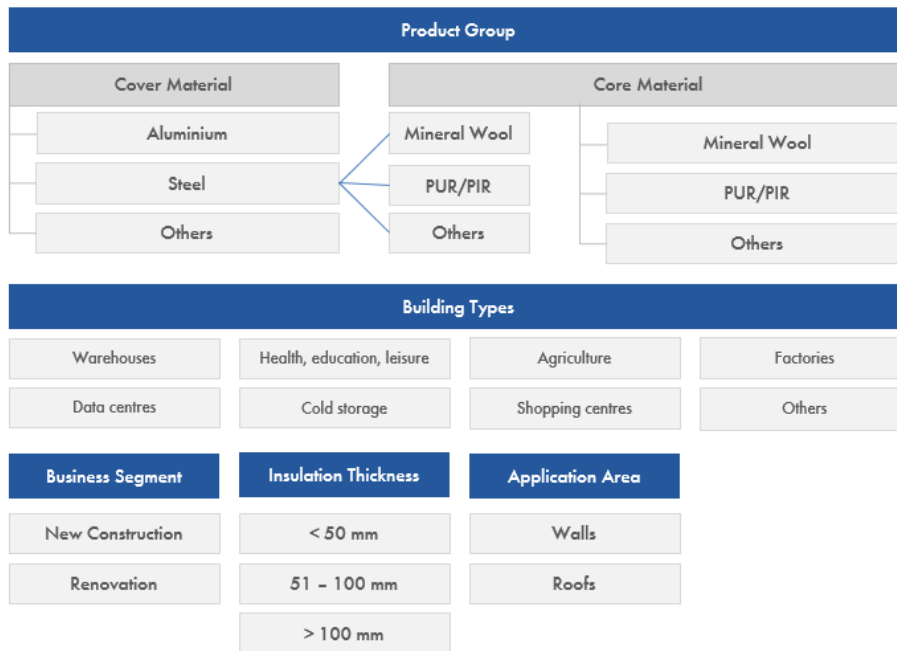 Product Group
Cover Material
Core Material
Aluminium
Mineral Wool
Mineral Wool
Steel
PUR/PIR
PUR/PIR
Others
Others
Others
Building Types
Warehouses
Health, education, leisure
Agriculture
Factories
Data centres
Cold storage
Shopping centres
Others
Business Segment
Insulation Thickness
Application Area
New Construction
< 50 mm
Walls
Renovation
51 – 100 mm
Roofs
> 100 mm